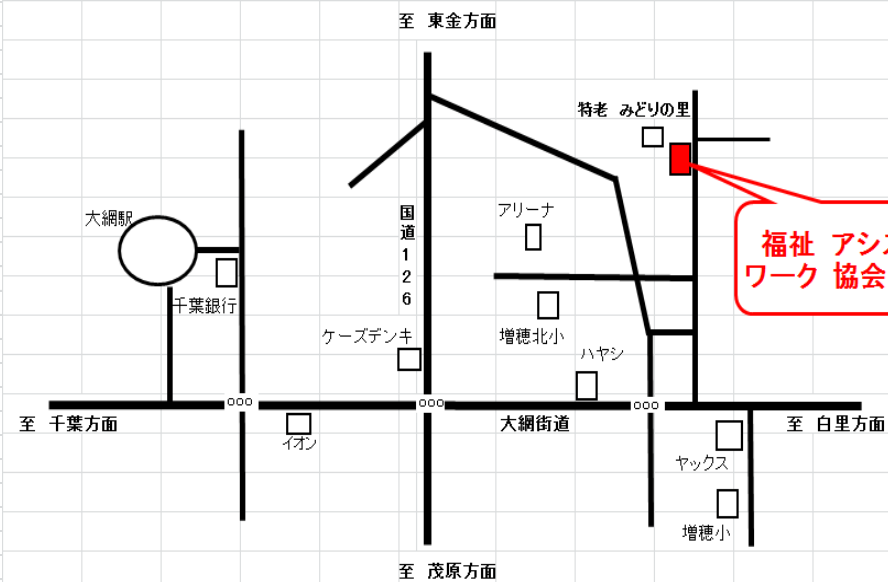 至 東金方面
特老 みどりの里
大網駅
アリーナ
国道126
福祉 アシ
ワーク 協会
千葉銀行
ケーズデンキ
増穂北小
ハヤシ
ooo
ooo
ooo
至 千葉方面
イオン
大網街道
至 白里方面
ヤックス
増穂小
至 茂原方面